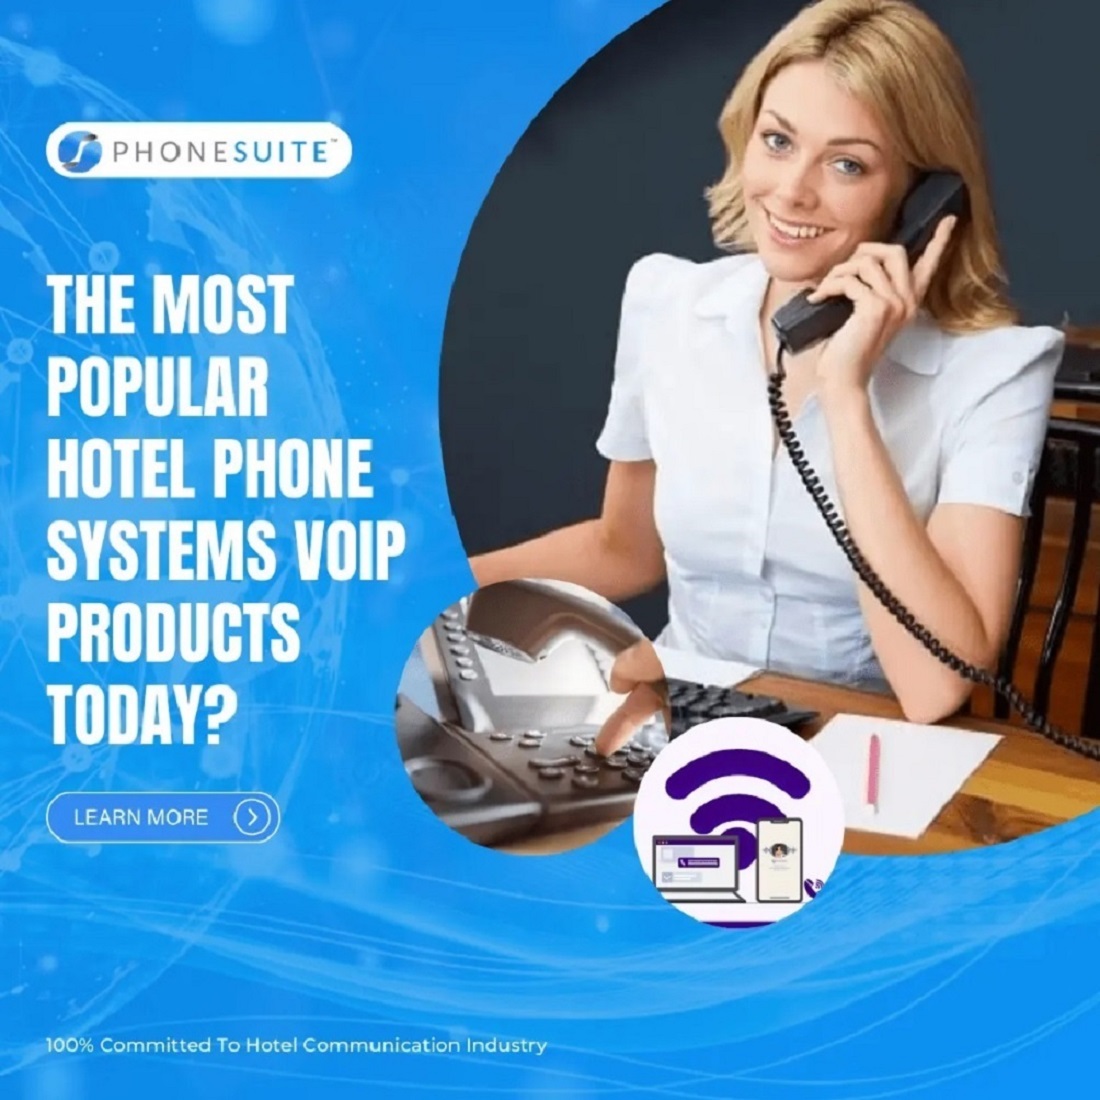 PHONESUITE™
THE MOST
POPULAR
HOTEL PHONE
SYSTEMS VOIP
PRODUCTS
TODAY?
LEARN MORE
100% Committed To Hotel Communication Industry